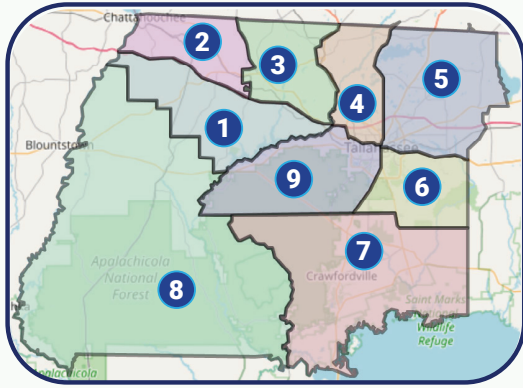 Chattahoochee
2
3
5
4
1
Blountstown
Tallahassee
9
6
7
Apalachicola
National
Forest
Crawfordville
8
Saint Marks
National
Wildlife
Refuge
Apalachicola